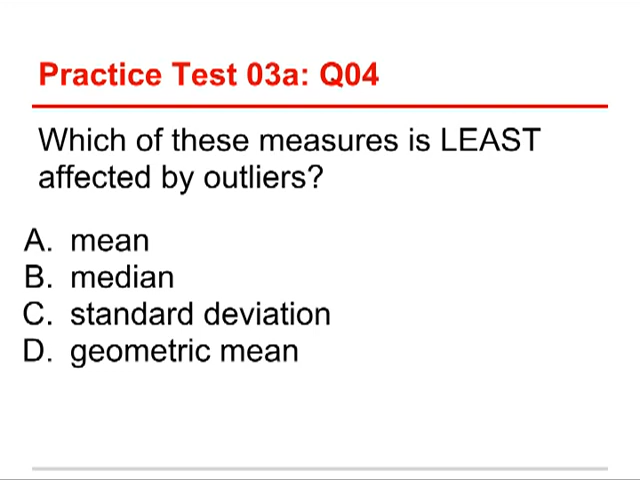 Practice Test 03a: Q04
Which of these measures is LEAST
affected by outliers?
A. mean
B. median
C. standard deviation
D. geometric mean